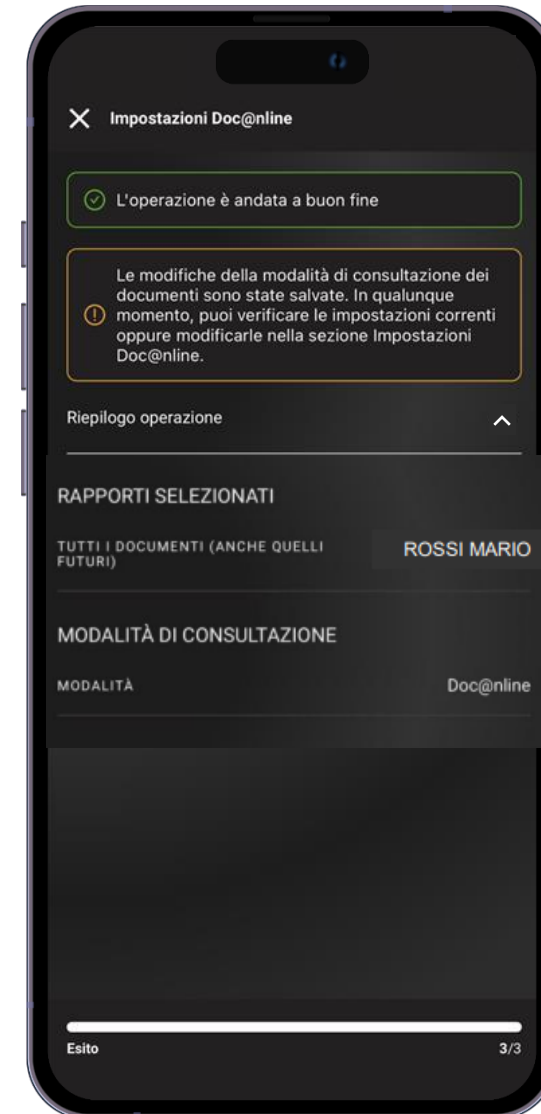 Impostazioni Doc@nline
L'operazione è andata a buon fine
Le modifiche della modalità di consultazione dei
documenti sono state salvate. In qualunque
momento, puoi verificare le impostazioni correnti
oppure modificarle nella sezione Impostazioni
Doc@nline.
Riepilogo operazione
RAPPORTI SELEZIONATI
TUTTI I DOCUMENTI (ANCHE QUELLI
FUTURI)
ROSSI MARIO
MODALITÀ DI CONSULTAZIONE
MODALITÀ Doc@nline
Esito 3/3